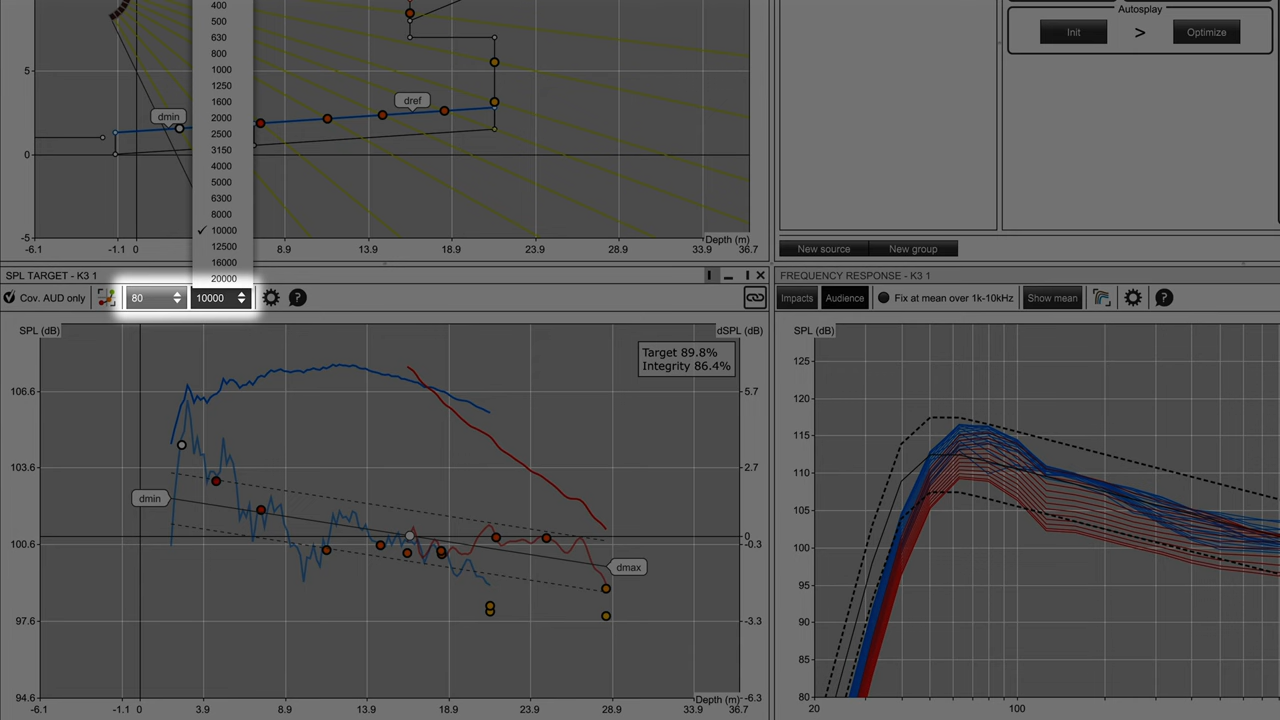 400
500
630
800
1000
1250
1600
2000
2500
3150
4000
5000
6300
8000
✓ 10000
12500
16000
20000
5
0
-5
dmin
dref
Depth (m)
-6.1 -1.1 0 8.9 13.9 18.9 23.9 28.9 33.9 36.7
Autosplay
Init > Optimize
New source New group
SPL TARGET - K3 1
Cov. AUD only 80 10000 ?
SPL (dB) dSPL (dB)
Target 89.8%
Integrity 86.4%
106.6 5.7
103.6 2.7
dmin
0
100.6 -0.3
dmax
97.6 -3.3
94.6 -6.3
Depth (m)
-6.1 -1.1 0 3.9 8.9 13.9 18.9 23.9 28.9 33.9 36.7
FREQUENCY RESPONSE - K3 1
Impacts Audience Fix at mean over 1k-10kHz Show mean ?
SPL (dB)
125
120
115
110
105
100
95
90
85
80
20 100